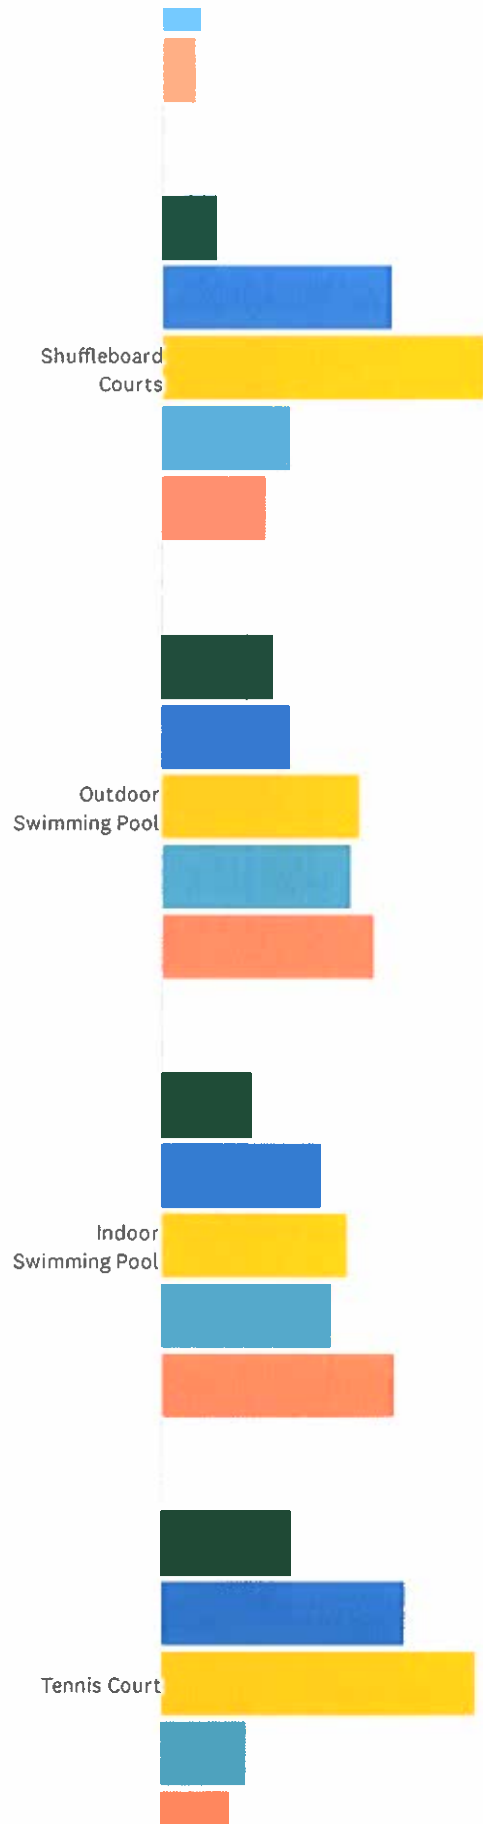 Shuffleboard
Courts
Outdoor
Swimming Pool
Indoor
Swimming Pool
Tennis Court